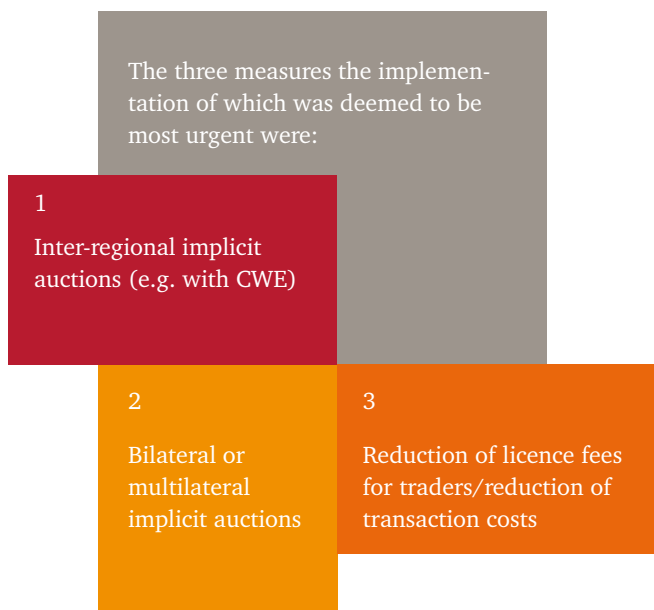 The three measures the implemen-
tation of which was deemed to be
most urgent were:
1
Inter-regional implicit
auctions (e.g. with CWE)
2
Bilateral or
multilateral
implicit auctions
3
Reduction of licence fees
for traders/reduction of
transaction costs